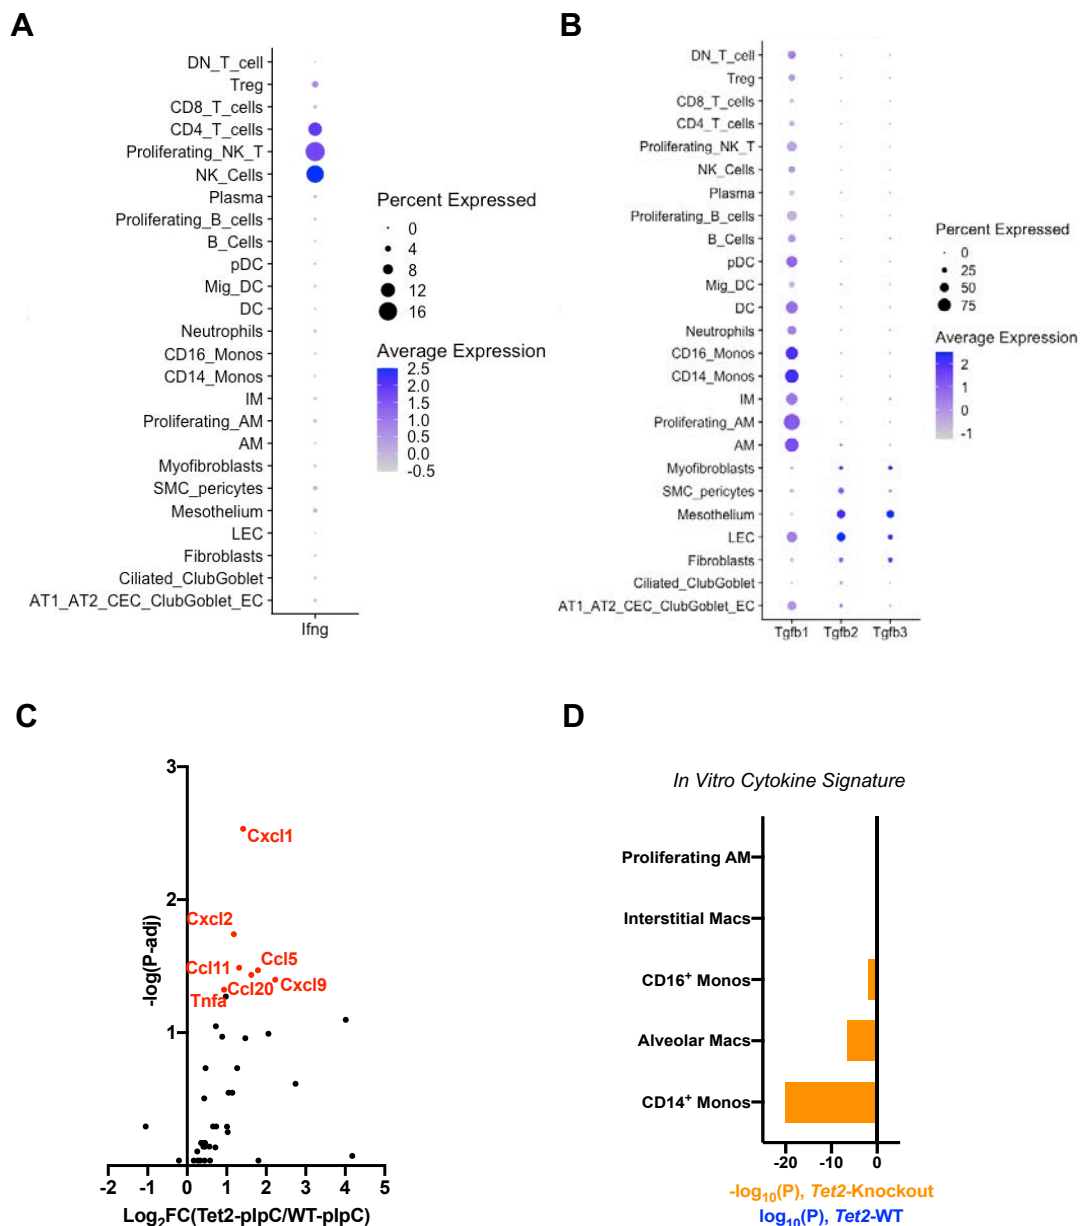 A
DN_T_cell
Treg
CD8_T_cells
CD4_T_cells
Proliferating_NK_T
NK_Cells
Plasma
Proliferating_B_cells
B_Cells
pDC
Mig_DC
DC
Neutrophils
CD16_Monos
CD14_Monos
IM
Proliferating_AM
AM
Myofibroblasts
SMC_pericytes
Mesothelium
LEC
Fibroblasts
Ciliated_ClubGoblet
AT1_AT2_CEC_ClubGoblet_EC
Ifng
Percent Expressed
0
4
8
12
16
Average Expression
2.5
2.0
1.5
1.0
0.5
0.0
-0.5
B
DN_T_cell
Treg
CD8_T_cells
CD4_T_cells
Proliferating_NK_T
NK_Cells
Plasma
Proliferating_B_cells
B_Cells
pDC
Mig_DC
DC
Neutrophils
CD16_Monos
CD14_Monos
IM
Proliferating_AM
AM
Myofibroblasts
SMC_pericytes
Mesothelium
LEC
Fibroblasts
Ciliated_ClubGoblet
AT1_AT2_CEC_ClubGoblet_EC
Tgfb1 Tgfb2 Tgfb3
Percent Expressed
0
25
50
75
Average Expression
2
1
0
-1
C
3
2
1
-log(P-adj)
Cxcl1
Cxcl2
Ccl5
Ccl11
Cxcl9
Ccl20
Tnfa
-2 -1 0 1 2 3 4 5
Log2FC(Tet2-pIpC/WT-pIpC)
D
In Vitro Cytokine Signature
Proliferating AM
Interstitial Macs
CD16+ Monos
Alveolar Macs
CD14+ Monos
-20 -10 0
-log10(P), Tet2-Knockout
log10(P), Tet2-WT